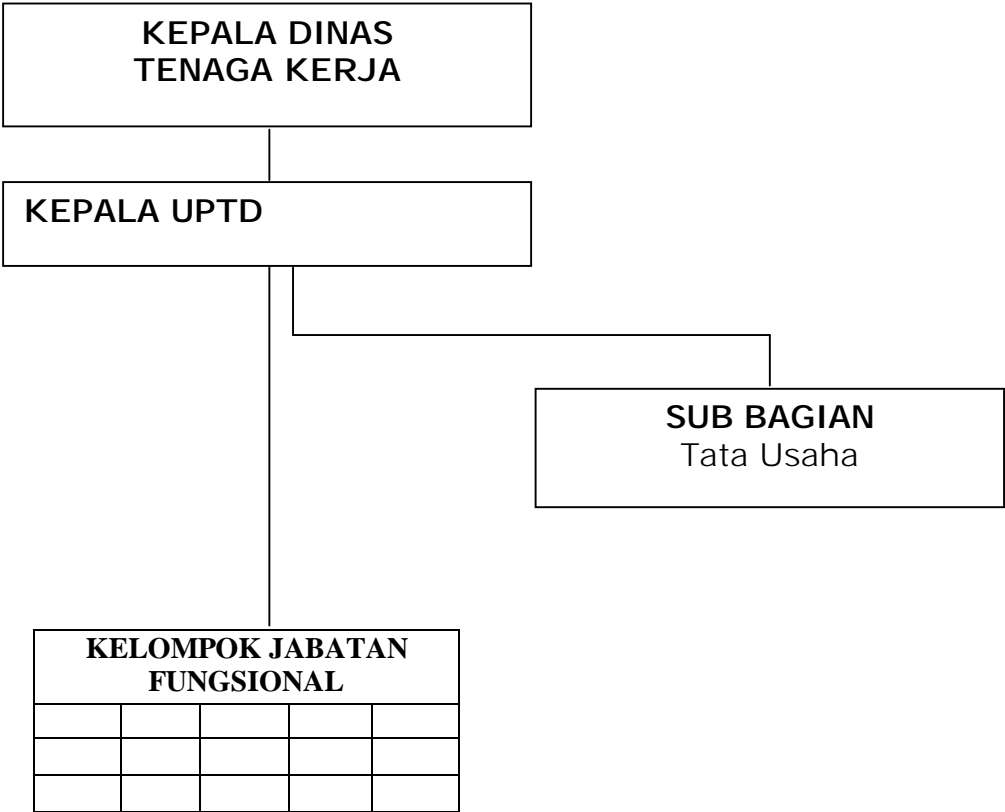 KEPALA DINAS
TENAGA KERJA
KEPALA UPTD
SUB BAGIAN
Tata Usaha
KELOMPOK JABATAN
FUNGSIONAL